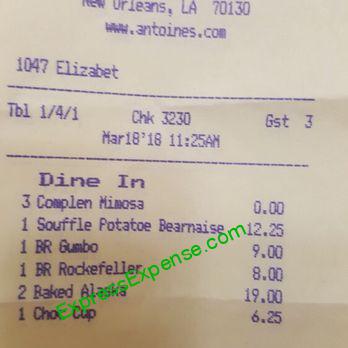 New Orleans, LA 70130
www.antoines.com
1047 Elizabet
Tbl 1/4/1 Chk 3230 Gst 3
Mar18'18 11:25AM
Dine In
3 Complen Mimosa 0.00
1 Souffle Potatoe Bearnaise 12.25
1 BR Gumbo 9.00
1 BR Rockefeller 8.00
2 Baked Alaska 19.00
1 Choc Cup 6.25
ExpressExpense.com